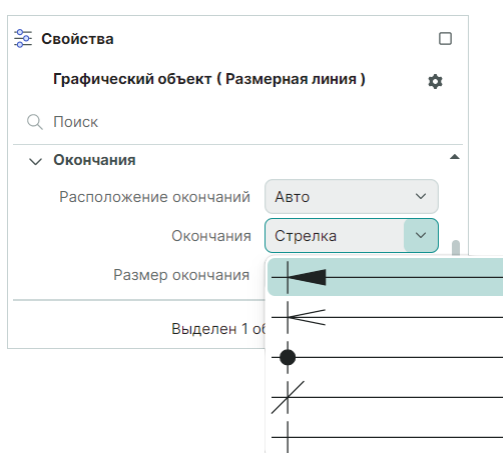 Свойства
Графический объект ( Размерная линия )
Поиск
Окончания
Расположение окончаний Авто
Окончания Стрелка
Размер окончания
Выделен 1 об